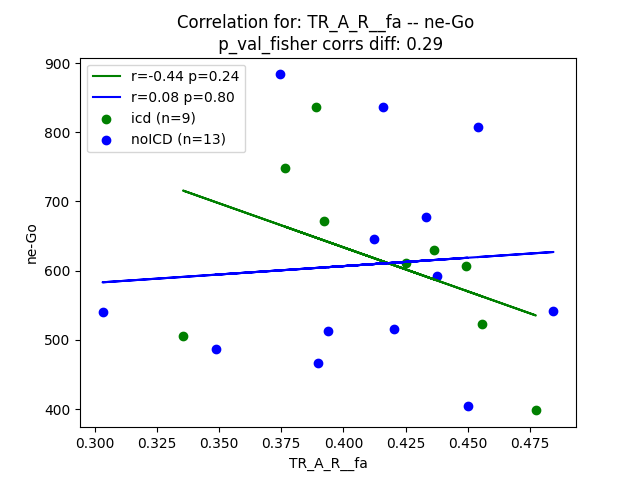 Correlation for: TR_A_R__fa -- ne-Go
p_val_fisher corrs diff: 0.29
r=-0.44 p=0.24
r=0.08 p=0.80
icd (n=9)
noICD (n=13)
900
800
700
600
500
400
ne-Go
0.300 0.325 0.350 0.375 0.400 0.425 0.450 0.475
TR_A_R__fa